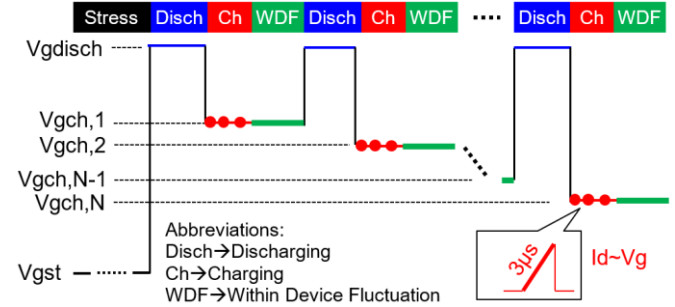 Stress Disch Ch WDF Disch Ch WDF Disch Ch WDF
Vgdisch
Vgch,1
Vgch,2
Vgch,N-1
Vgch,N
Vgst
Abbreviations:
Disch→Discharging
Ch→Charging
WDF→Within Device Fluctuation
3μs
Id~Vg